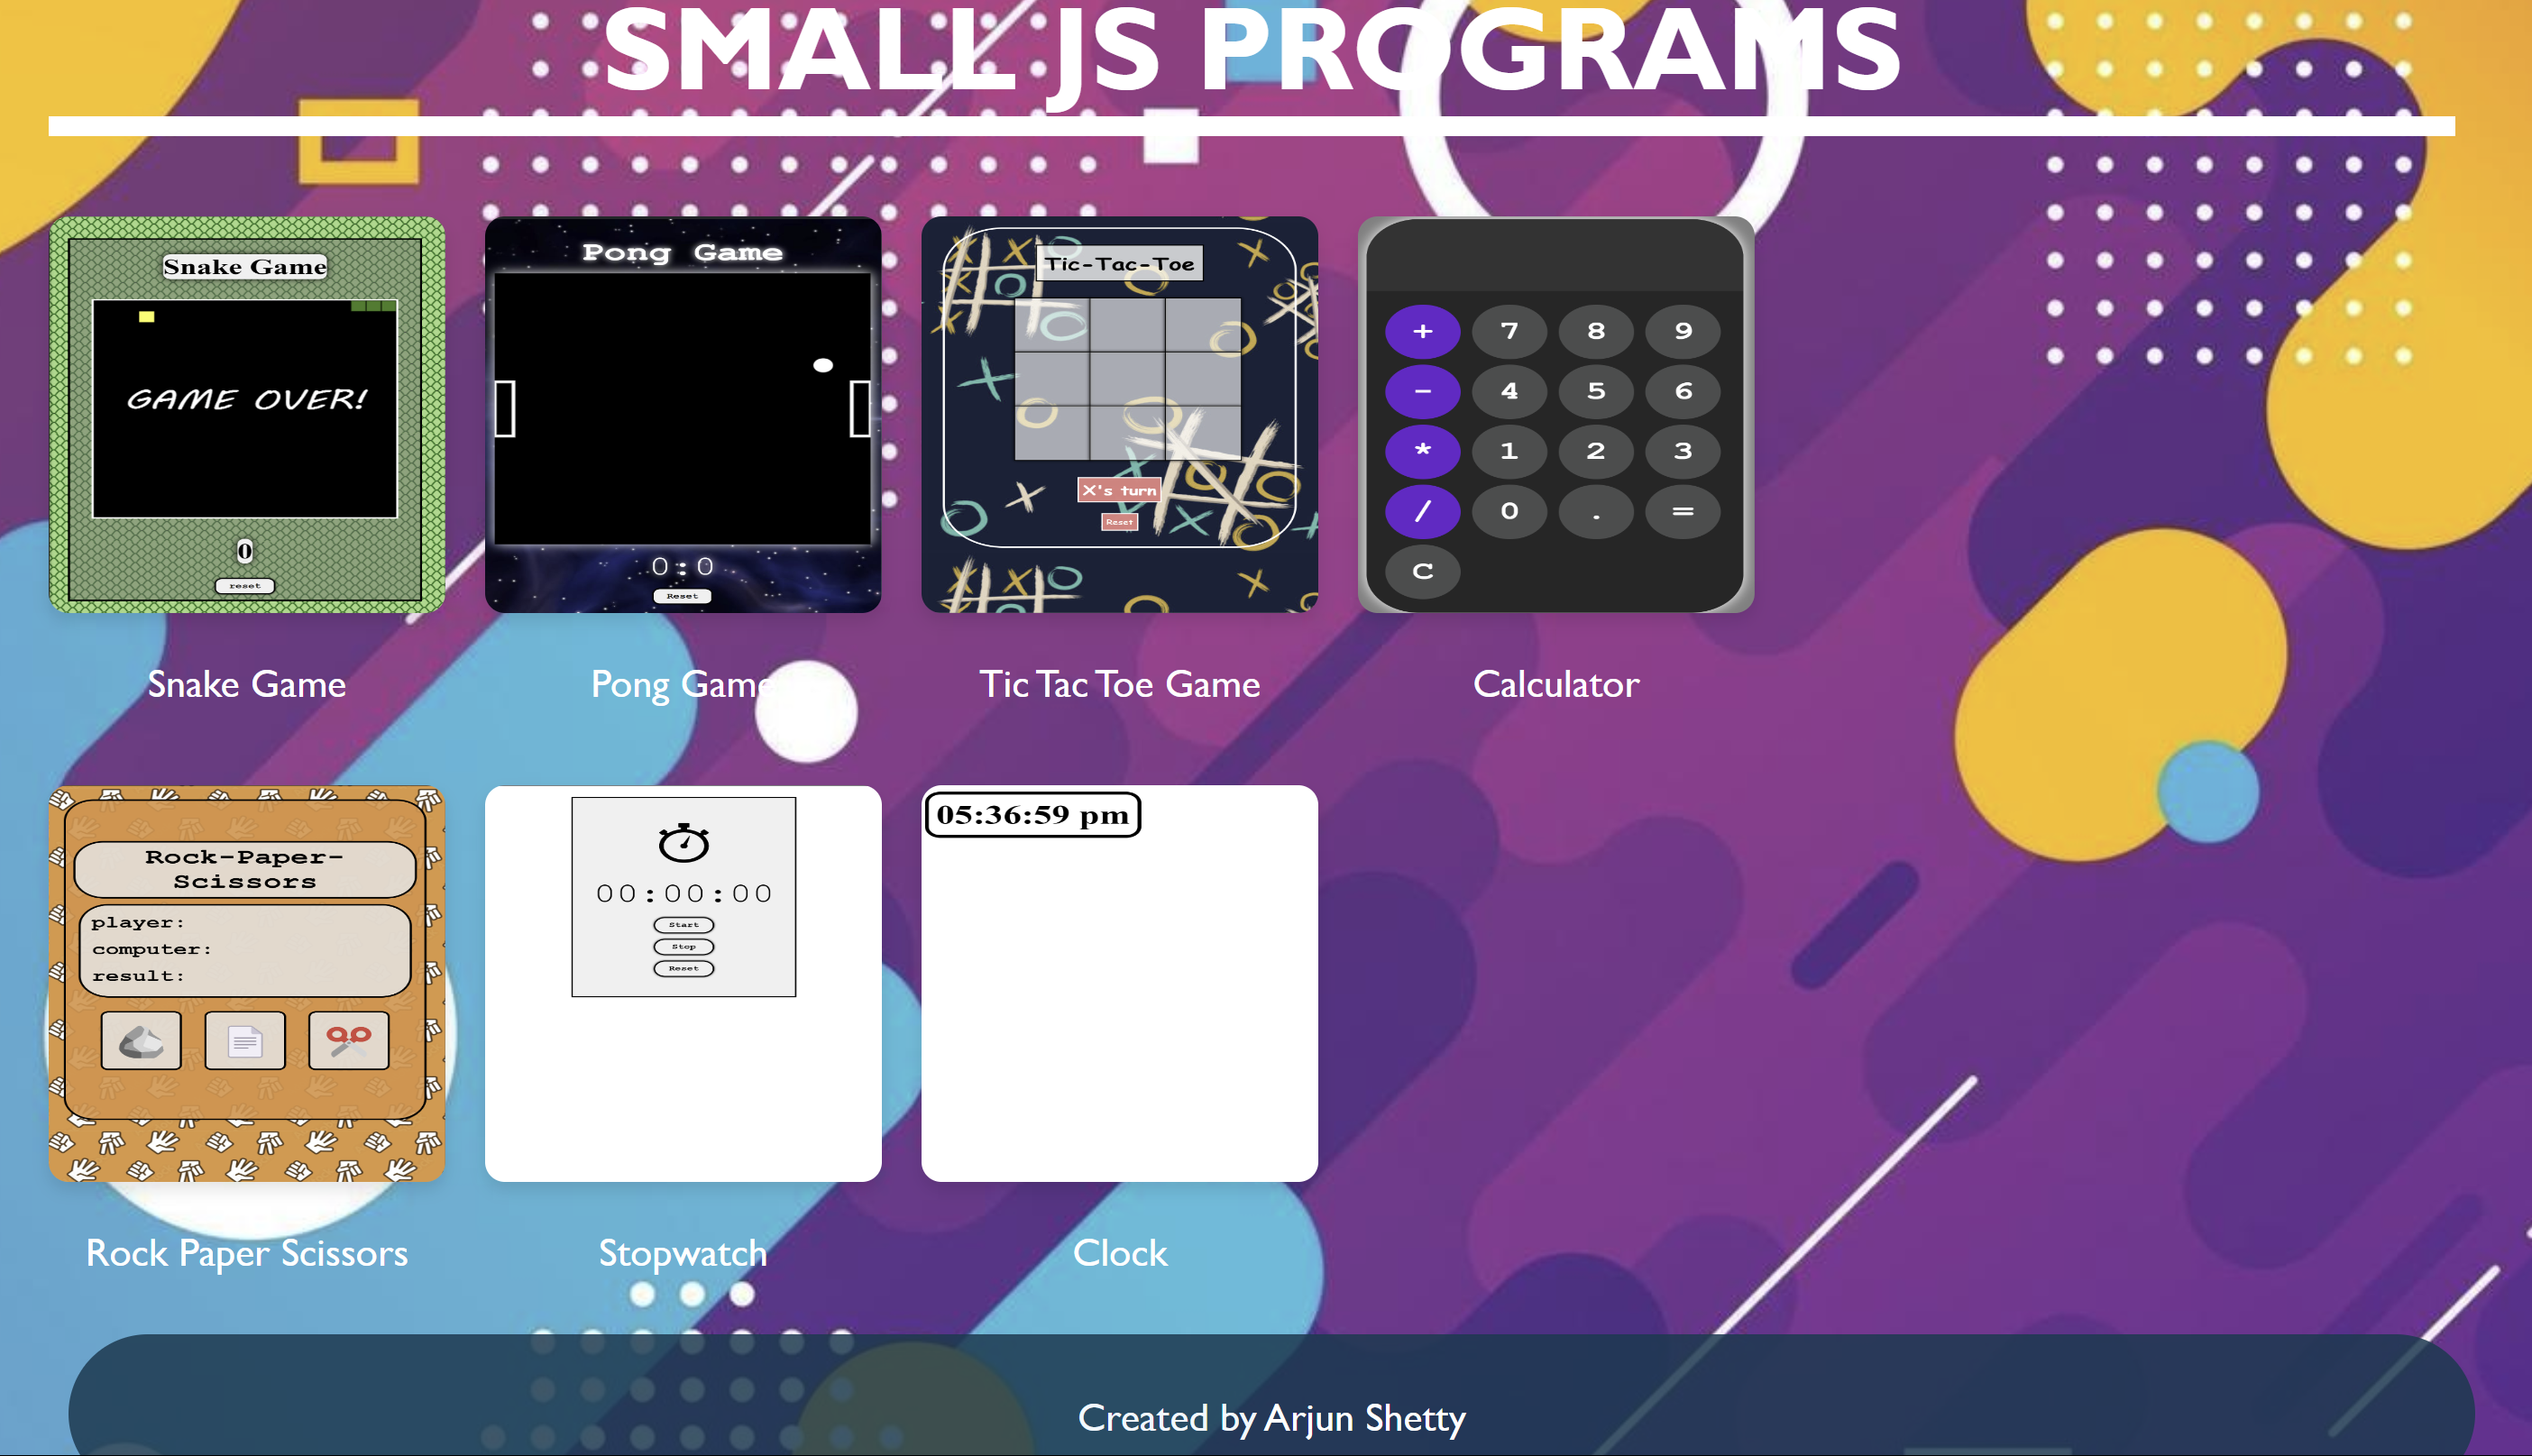 SMALL JS PROGRAMS
Snake Game
GAME OVER!
0
reset
Pong Game
0:0
Reset
Tic-Tac-Toe
X's turn
Reset
+ 7 8 9
- 4 5 6
* 1 2 3
/ 0 . =
C
Snake Game
Pong Game
Tic Tac Toe Game
Calculator
Rock-Paper-
Scissors
player:
computer:
result:
00:00:00
Start
Stop
Reset
05:36:59 pm
Rock Paper Scissors
Stopwatch
Clock
Created by Arjun Shetty